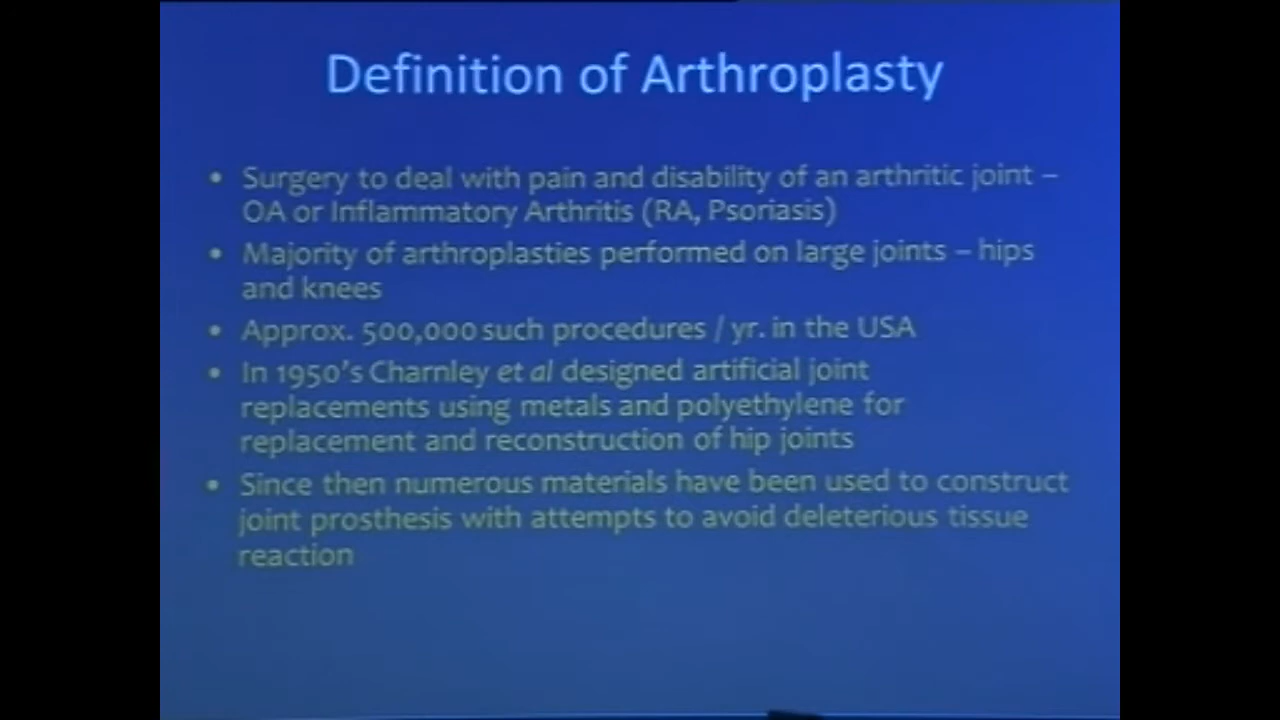 Definition of Arthroplasty
• Surgery to deal with pain and disability of an arthritic joint –
OA or Inflammatory Arthritis (RA, Psoriasis)
• Majority of arthroplasties performed on large joints – hips
and knees
• Approx. 500,000 such procedures / yr. in the USA
• In 1950's Charnley et al designed artificial joint
replacements using metals and polyethylene for
replacement and reconstruction of hip joints
• Since then numerous materials have been used to construct
joint prosthesis with attempts to avoid deleterious tissue
reaction